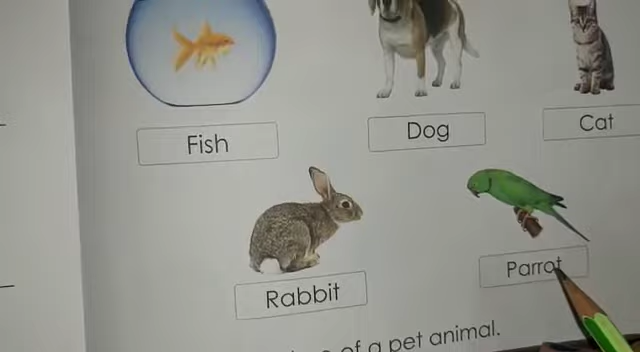 Fish
Dog
Cat
Rabbit
Parrot
of a pet animal.